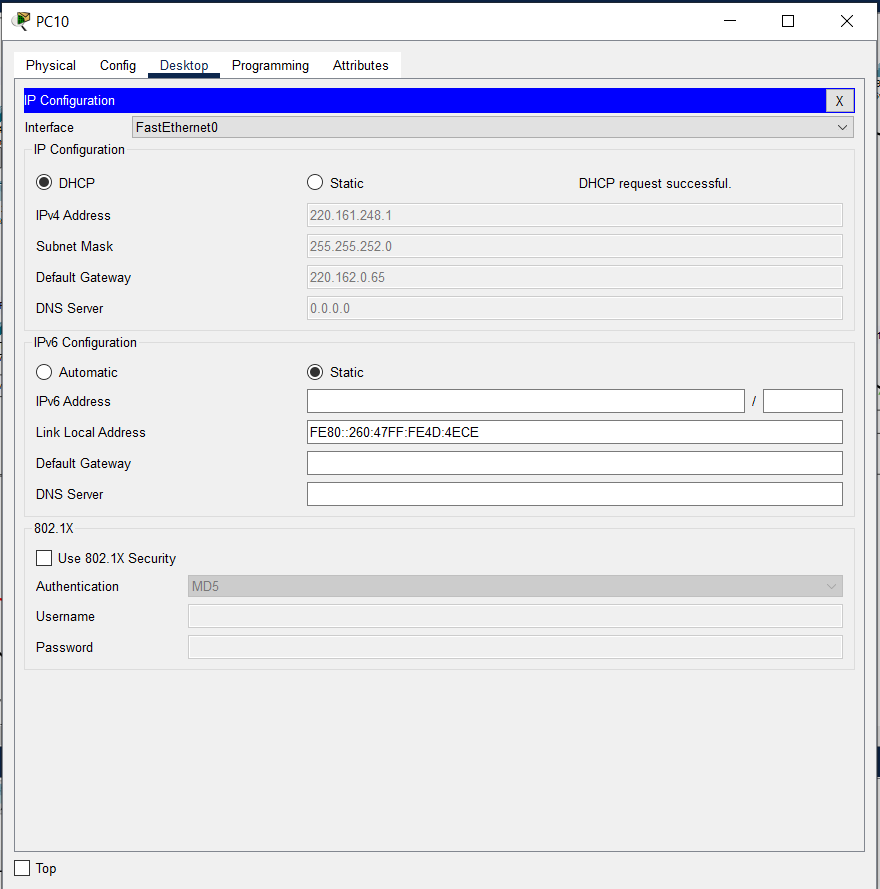 PC10
Physical Config Desktop Programming Attributes
IP Configuration X
Interface FastEthernet0
IP Configuration
DHCP Static DHCP request successful.
IPv4 Address 220.161.248.1
Subnet Mask 255.255.252.0
Default Gateway 220.162.0.65
DNS Server 0.0.0.0
IPv6 Configuration
Automatic Static
IPv6 Address /
Link Local Address FE80::260:47FF:FE4D:4ECE
Default Gateway
DNS Server
802.1X
Use 802.1X Security
Authentication MD5
Username
Password
Top